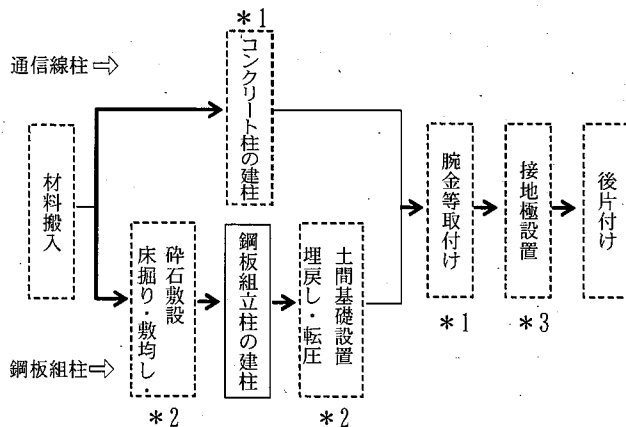 *1
通信線柱⇨
コンクリート柱の建柱
材料搬入
床掘り・敷均し・
砕石敷設
鋼板組立柱の建柱
土間基礎設置
埋戻し・転圧
腕金等取付け
接地極設置
後片付け
*1
*3
鋼板組柱⇨
*2
*2